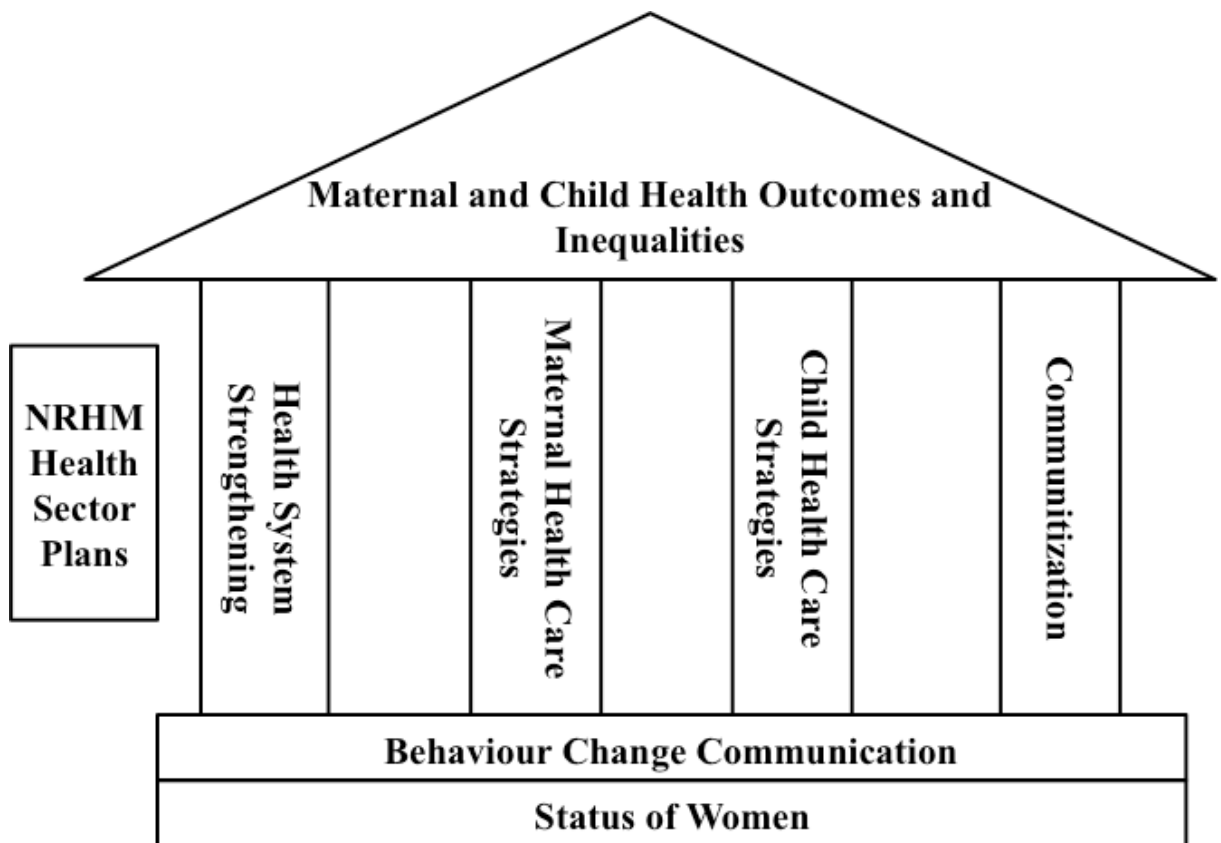 Maternal and Child Health Outcomes and
Inequalities
NRHM
Health
Sector
Plans
Health System
Strengthening
Maternal Health Care
Strategies
Child Health Care
Strategies
Communitization
Behaviour Change Communication
Status of Women